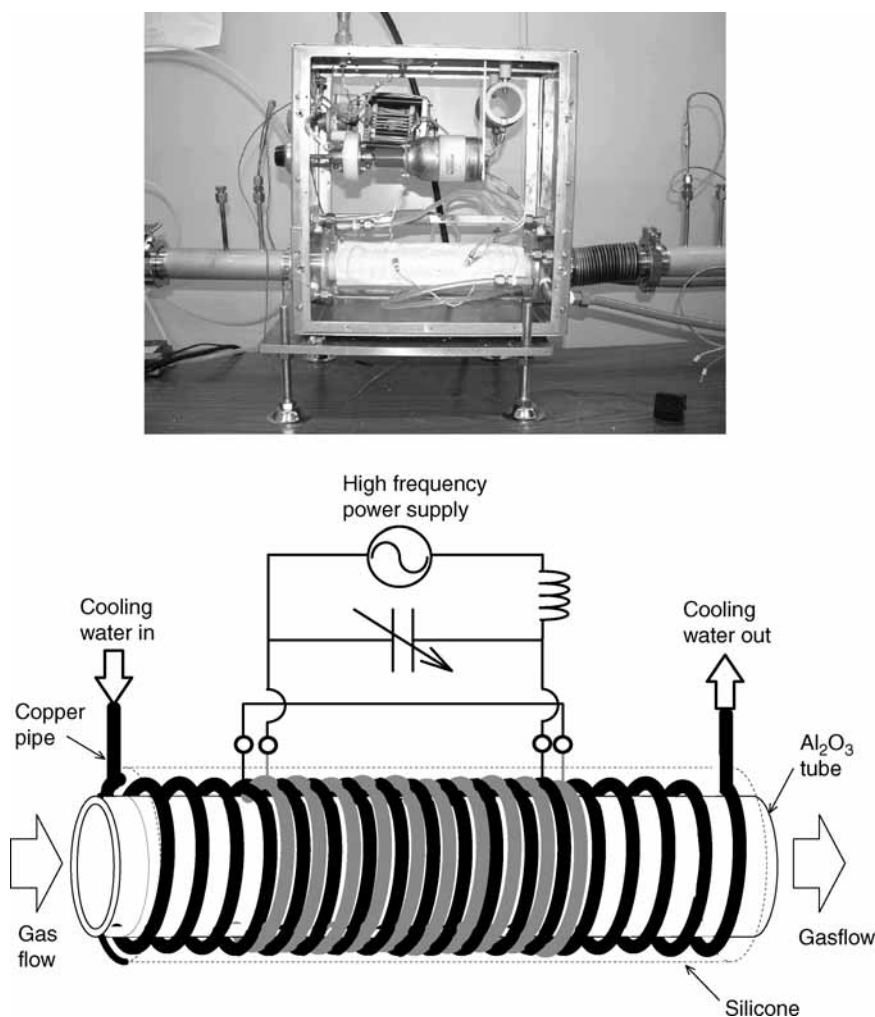 High frequency
power supply
Cooling
water in
Cooling
water out
Copper
pipe
Al₂O₃
tube
Gas
flow
Gasflow
Silicone